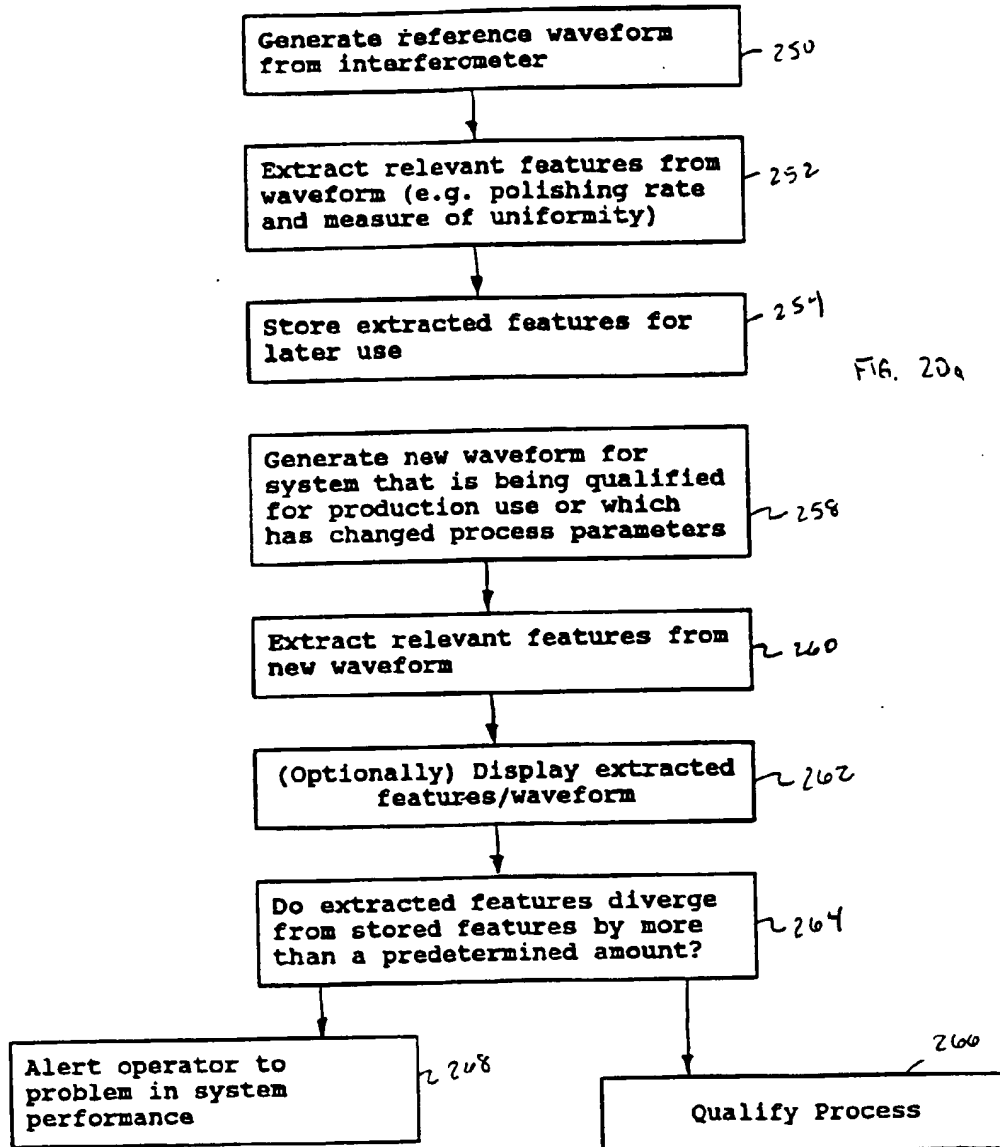 Generate reference waveform
from interferometer
250
Extract relevant features from
waveform (e.g. polishing rate
and measure of uniformity)
252
Store extracted features for
later use
254
FIG. 20a
Generate new waveform for
system that is being qualified
for production use or which
has changed process parameters
258
Extract relevant features from
new waveform
260
(Optionally) Display extracted
features/waveform
262
Do extracted features diverge
from stored features by more
than a predetermined amount?
264
Alert operator to
problem in system
performance
268
266
Qualify Process